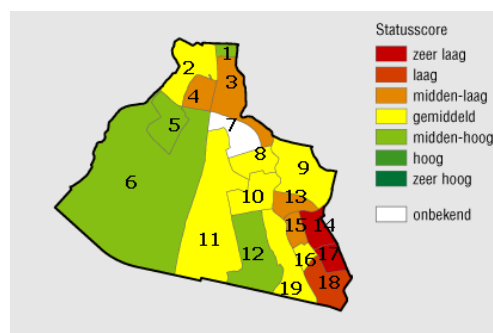 Statusscore
zeer laag
laag
midden-laag
gemiddeld
midden-hoog
hoog
zeer hoog
onbekend
1
2
3
4
5
6
7
8
9
10
11
12
13
14
15
16
17
18
19